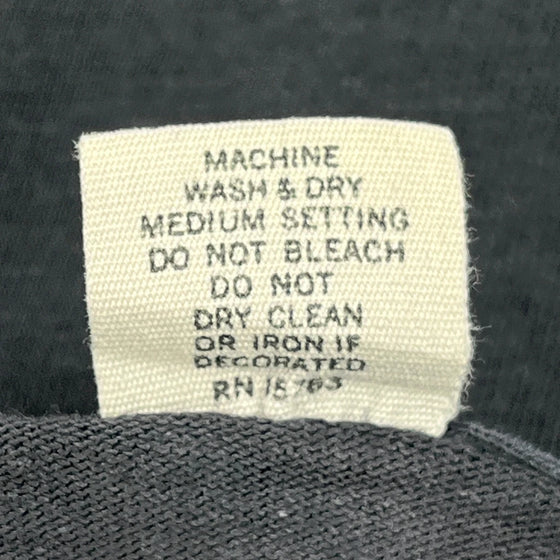 MACHINE
WASH & DRY
MEDIUM SETTING
DO NOT BLEACH
DO NOT
DRY CLEAN
OR IRON IF
DECORATED
RN 15763